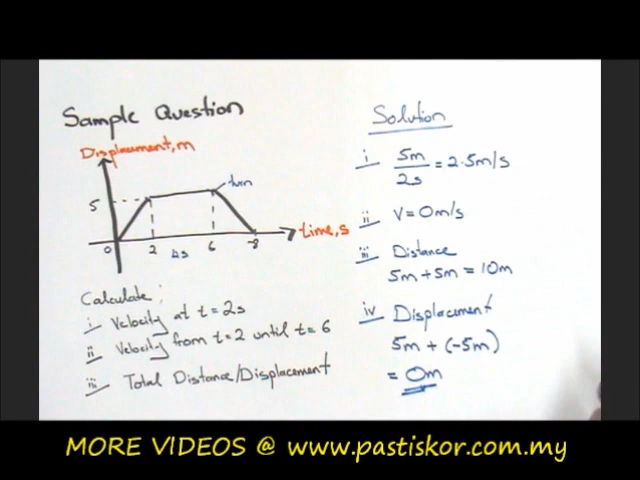 Sample Question
Displacement, m
turn
5
time, s
0 2 4s 6 8
Calculate :
i Velocity at t = 2s
ii Velocity from t = 2 until t = 6
iii Total Distance/Displacement
Solution
i 5m/2s = 2.5m/s
ii V = 0m/s
iii Distance
5m + 5m = 10m
iv Displacement
5m + (-5m)
= 0m
MORE VIDEOS @ www.pastiskor.com.my